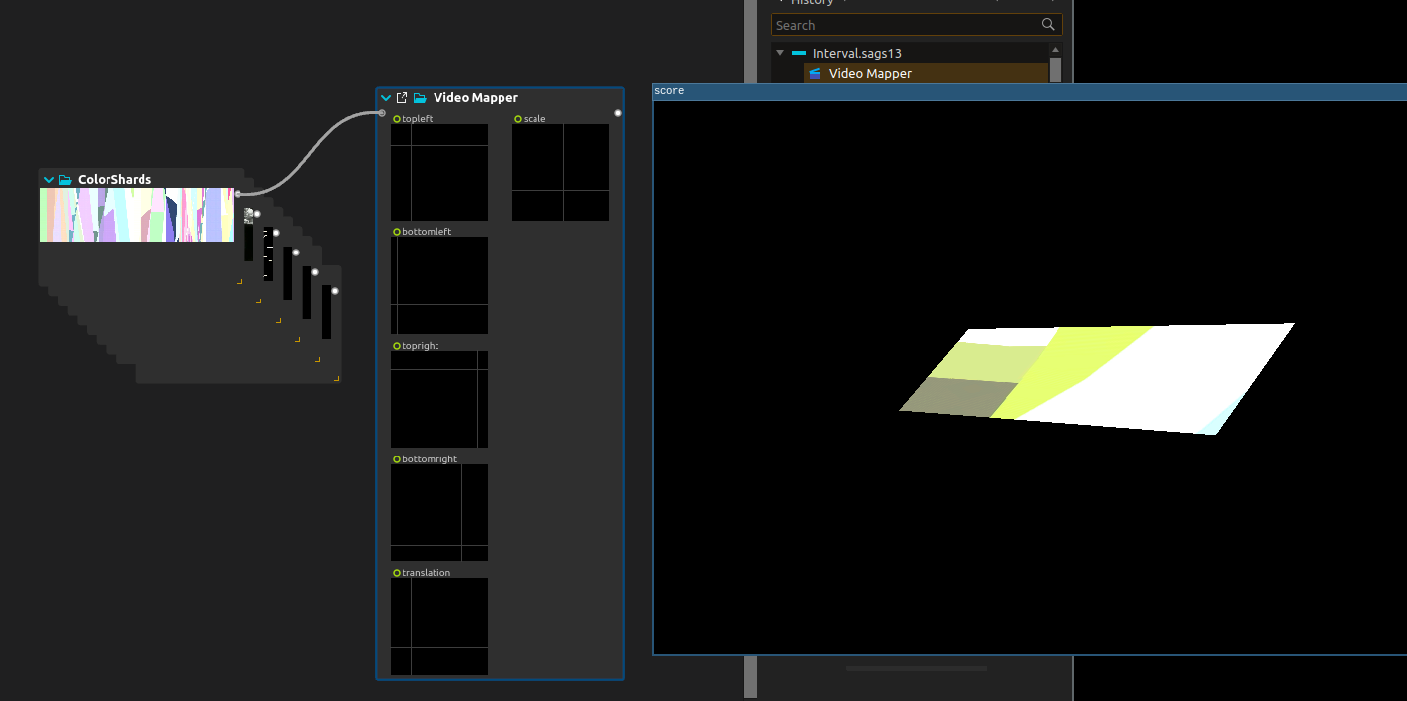 History
Search
Interval.sags13
Video Mapper
score
Video Mapper
topleft
scale
ColorShards
bottomleft
topright
bottomright
translation